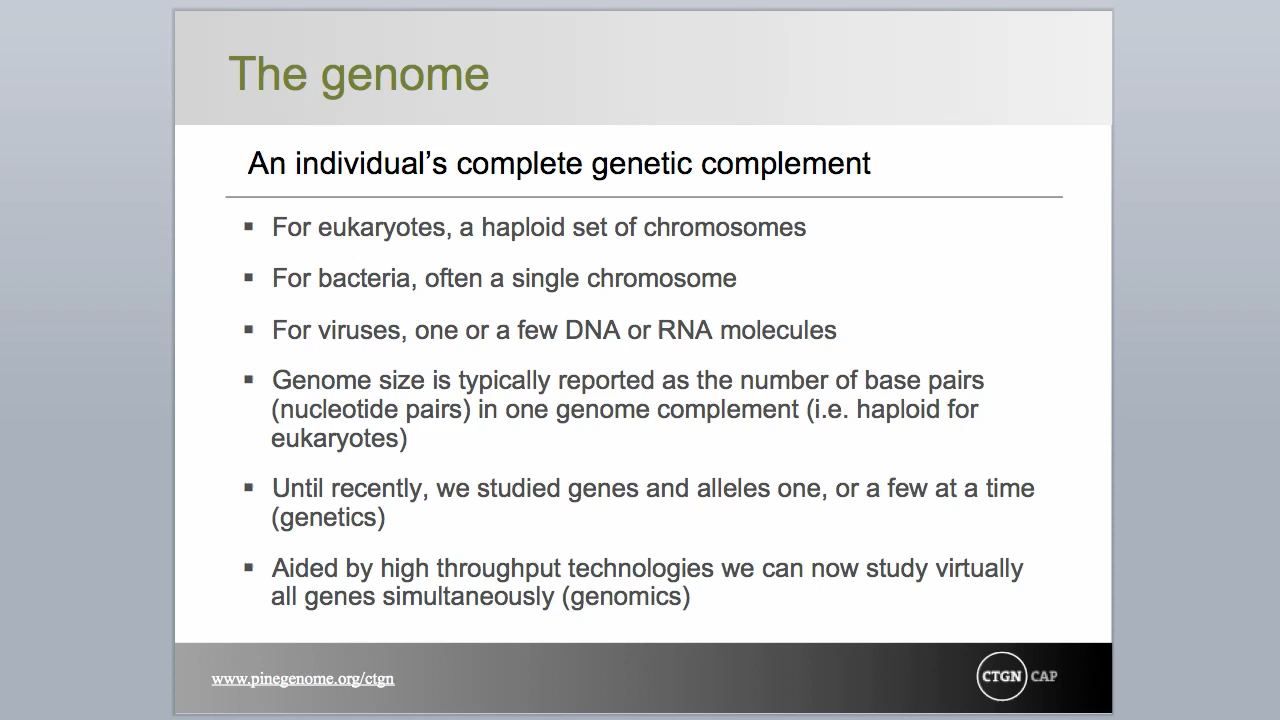 The genome
An individual’s complete genetic complement
▪ For eukaryotes, a haploid set of chromosomes
▪ For bacteria, often a single chromosome
▪ For viruses, one or a few DNA or RNA molecules
▪ Genome size is typically reported as the number of base pairs
(nucleotide pairs) in one genome complement (i.e. haploid for
eukaryotes)
▪ Until recently, we studied genes and alleles one, or a few at a time
(genetics)
▪ Aided by high throughput technologies we can now study virtually
all genes simultaneously (genomics)
www.pinegenome.org/ctgn
CTGN CAP